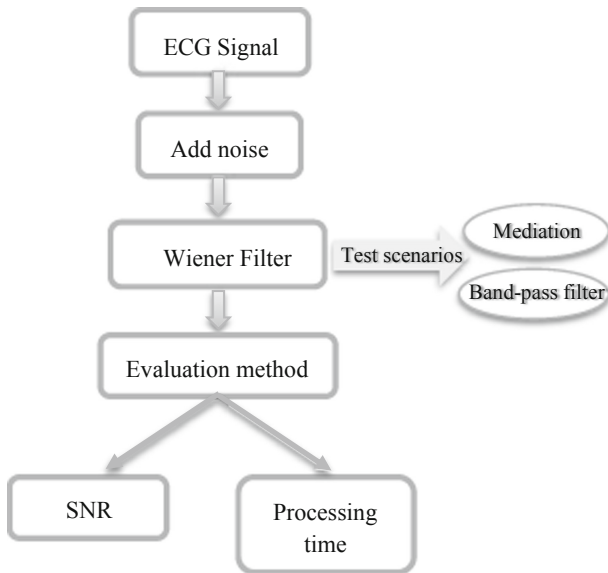 ECG Signal
Add noise
Wiener Filter
Test scenarios
Mediation
Band-pass filter
Evaluation method
SNR
Processing
time